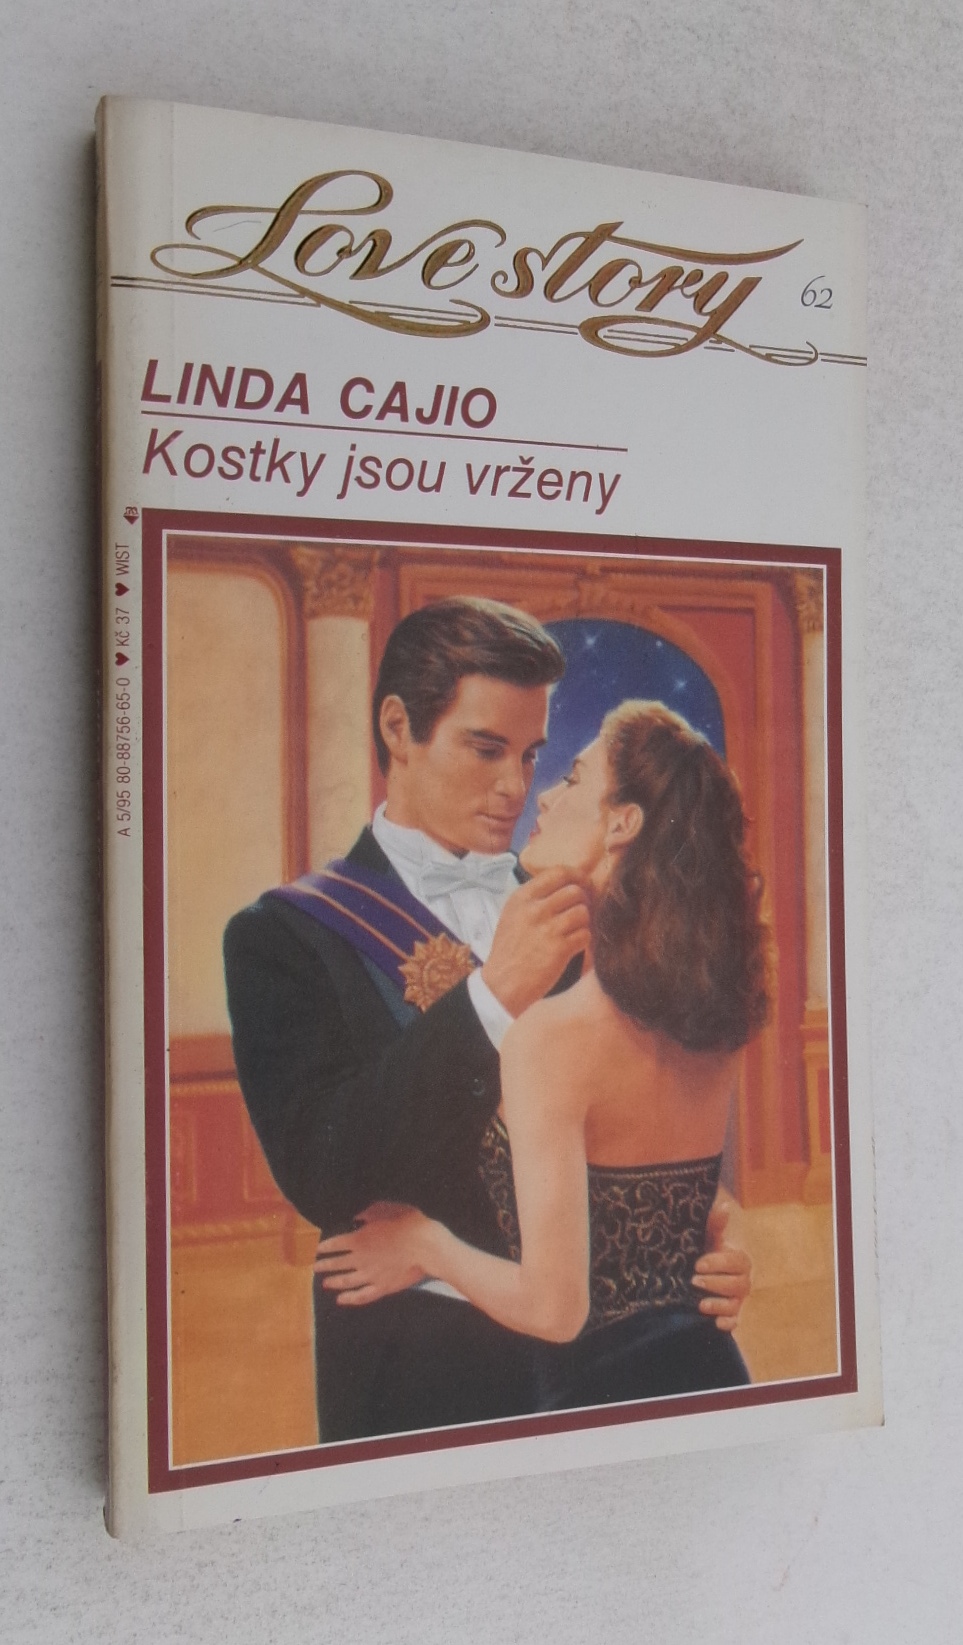 Love story
62
LINDA CAJIO
Kostky jsou vrženy
A 5/95 80-88756-65-0 ♥ Kč 37 ♥ WIST